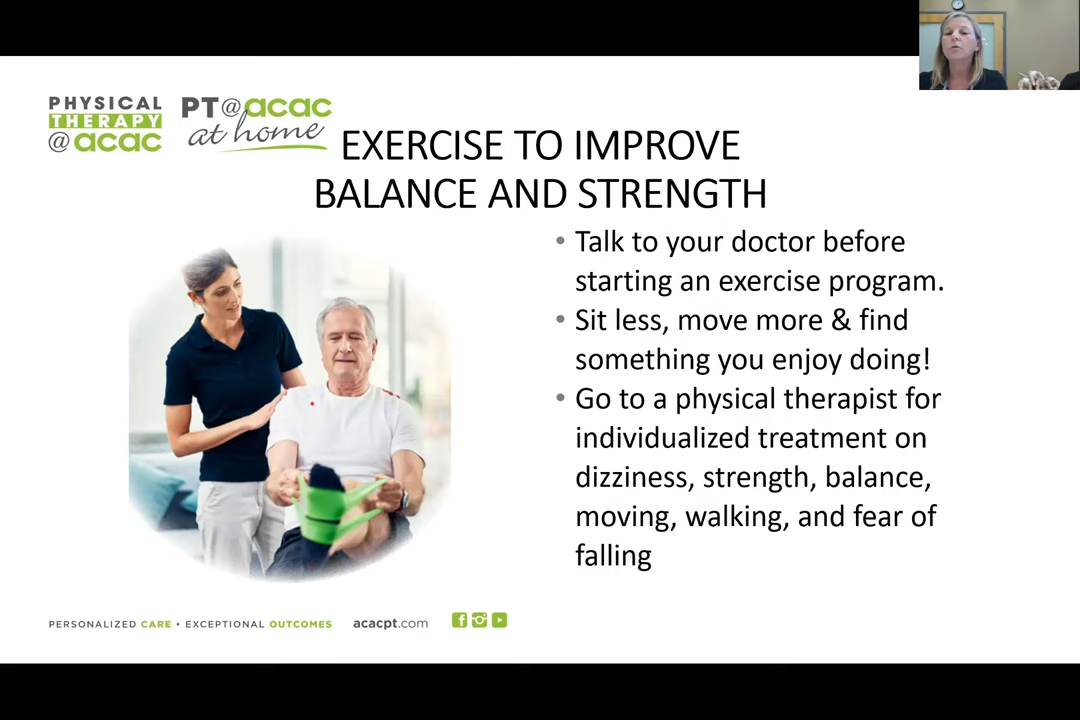 PHYSICAL
THERAPY
@acac
PT@acac
at home
EXERCISE TO IMPROVE
BALANCE AND STRENGTH
• Talk to your doctor before
starting an exercise program.
• Sit less, move more & find
something you enjoy doing!
• Go to a physical therapist for
individualized treatment on
dizziness, strength, balance,
moving, walking, and fear of
falling
PERSONALIZED CARE • EXCEPTIONAL OUTCOMES acacpt.com